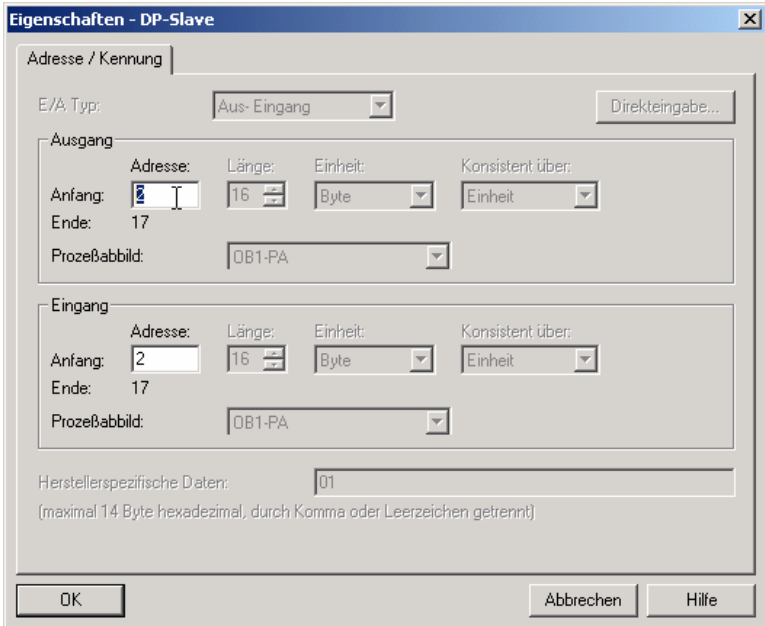 Eigenschaften - DP-Slave
Adresse / Kennung
E/A Typ: Aus- Eingang Direkteingabe...
Ausgang
Adresse: Länge: Einheit: Konsistent über:
Anfang: 2 16 Byte Einheit
Ende: 17
Prozeßabbild: OB1-PA
Eingang
Adresse: Länge: Einheit: Konsistent über:
Anfang: 2 16 Byte Einheit
Ende: 17
Prozeßabbild: OB1-PA
Herstellerspezifische Daten: 01
(maximal 14 Byte hexadezimal, durch Komma oder Leerzeichen getrennt)
OK Abbrechen Hilfe